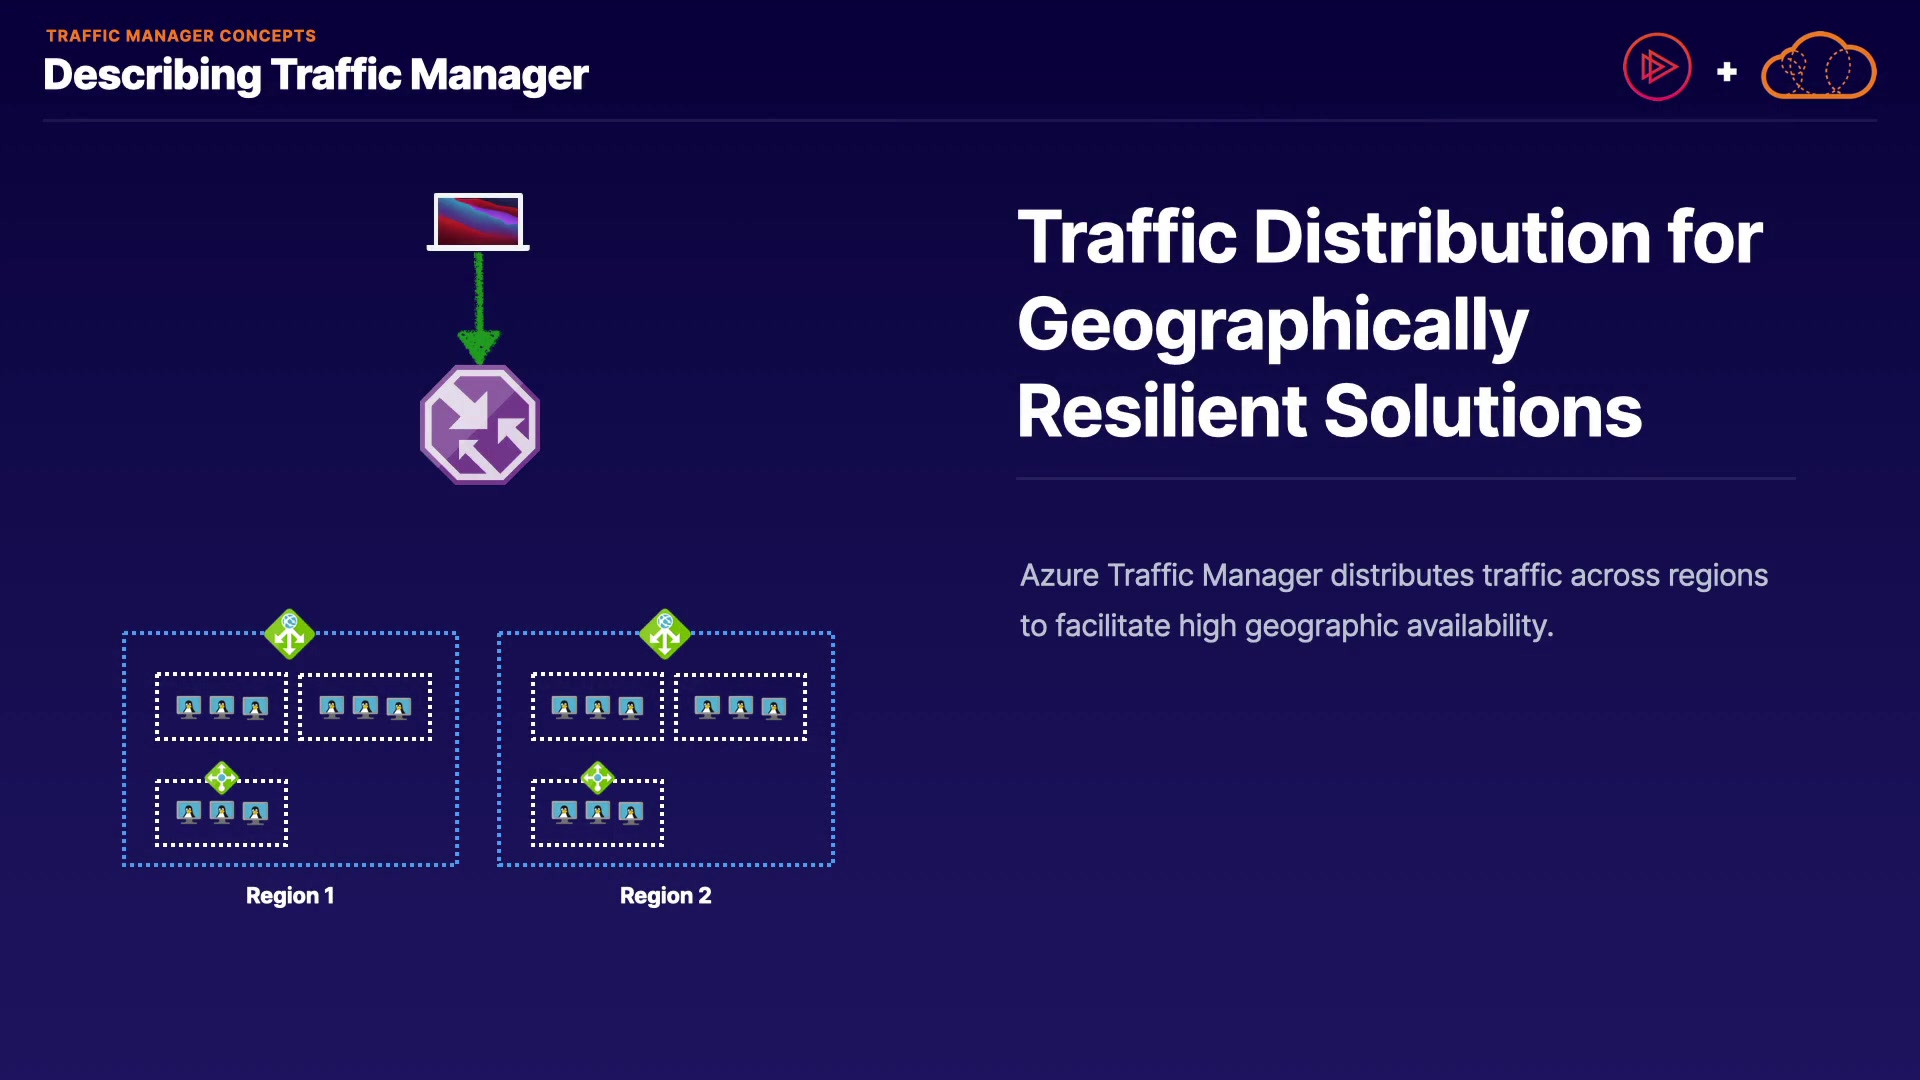 TRAFFIC MANAGER CONCEPTS
Describing Traffic Manager
Traffic Distribution for
Geographically
Resilient Solutions
Azure Traffic Manager distributes traffic across regions
to facilitate high geographic availability.
Region 1
Region 2